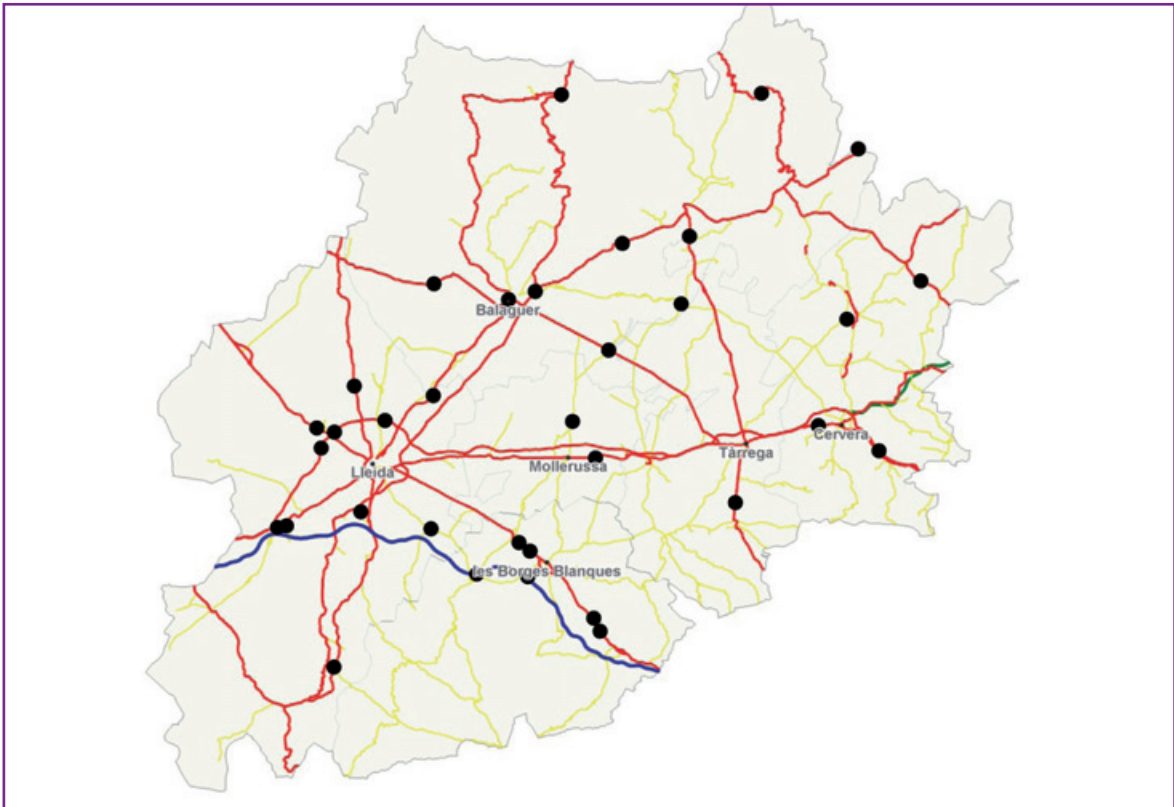 Balaguer
Cervera
Tàrrega
Mollerussa
Lleida
les Borges Blanques